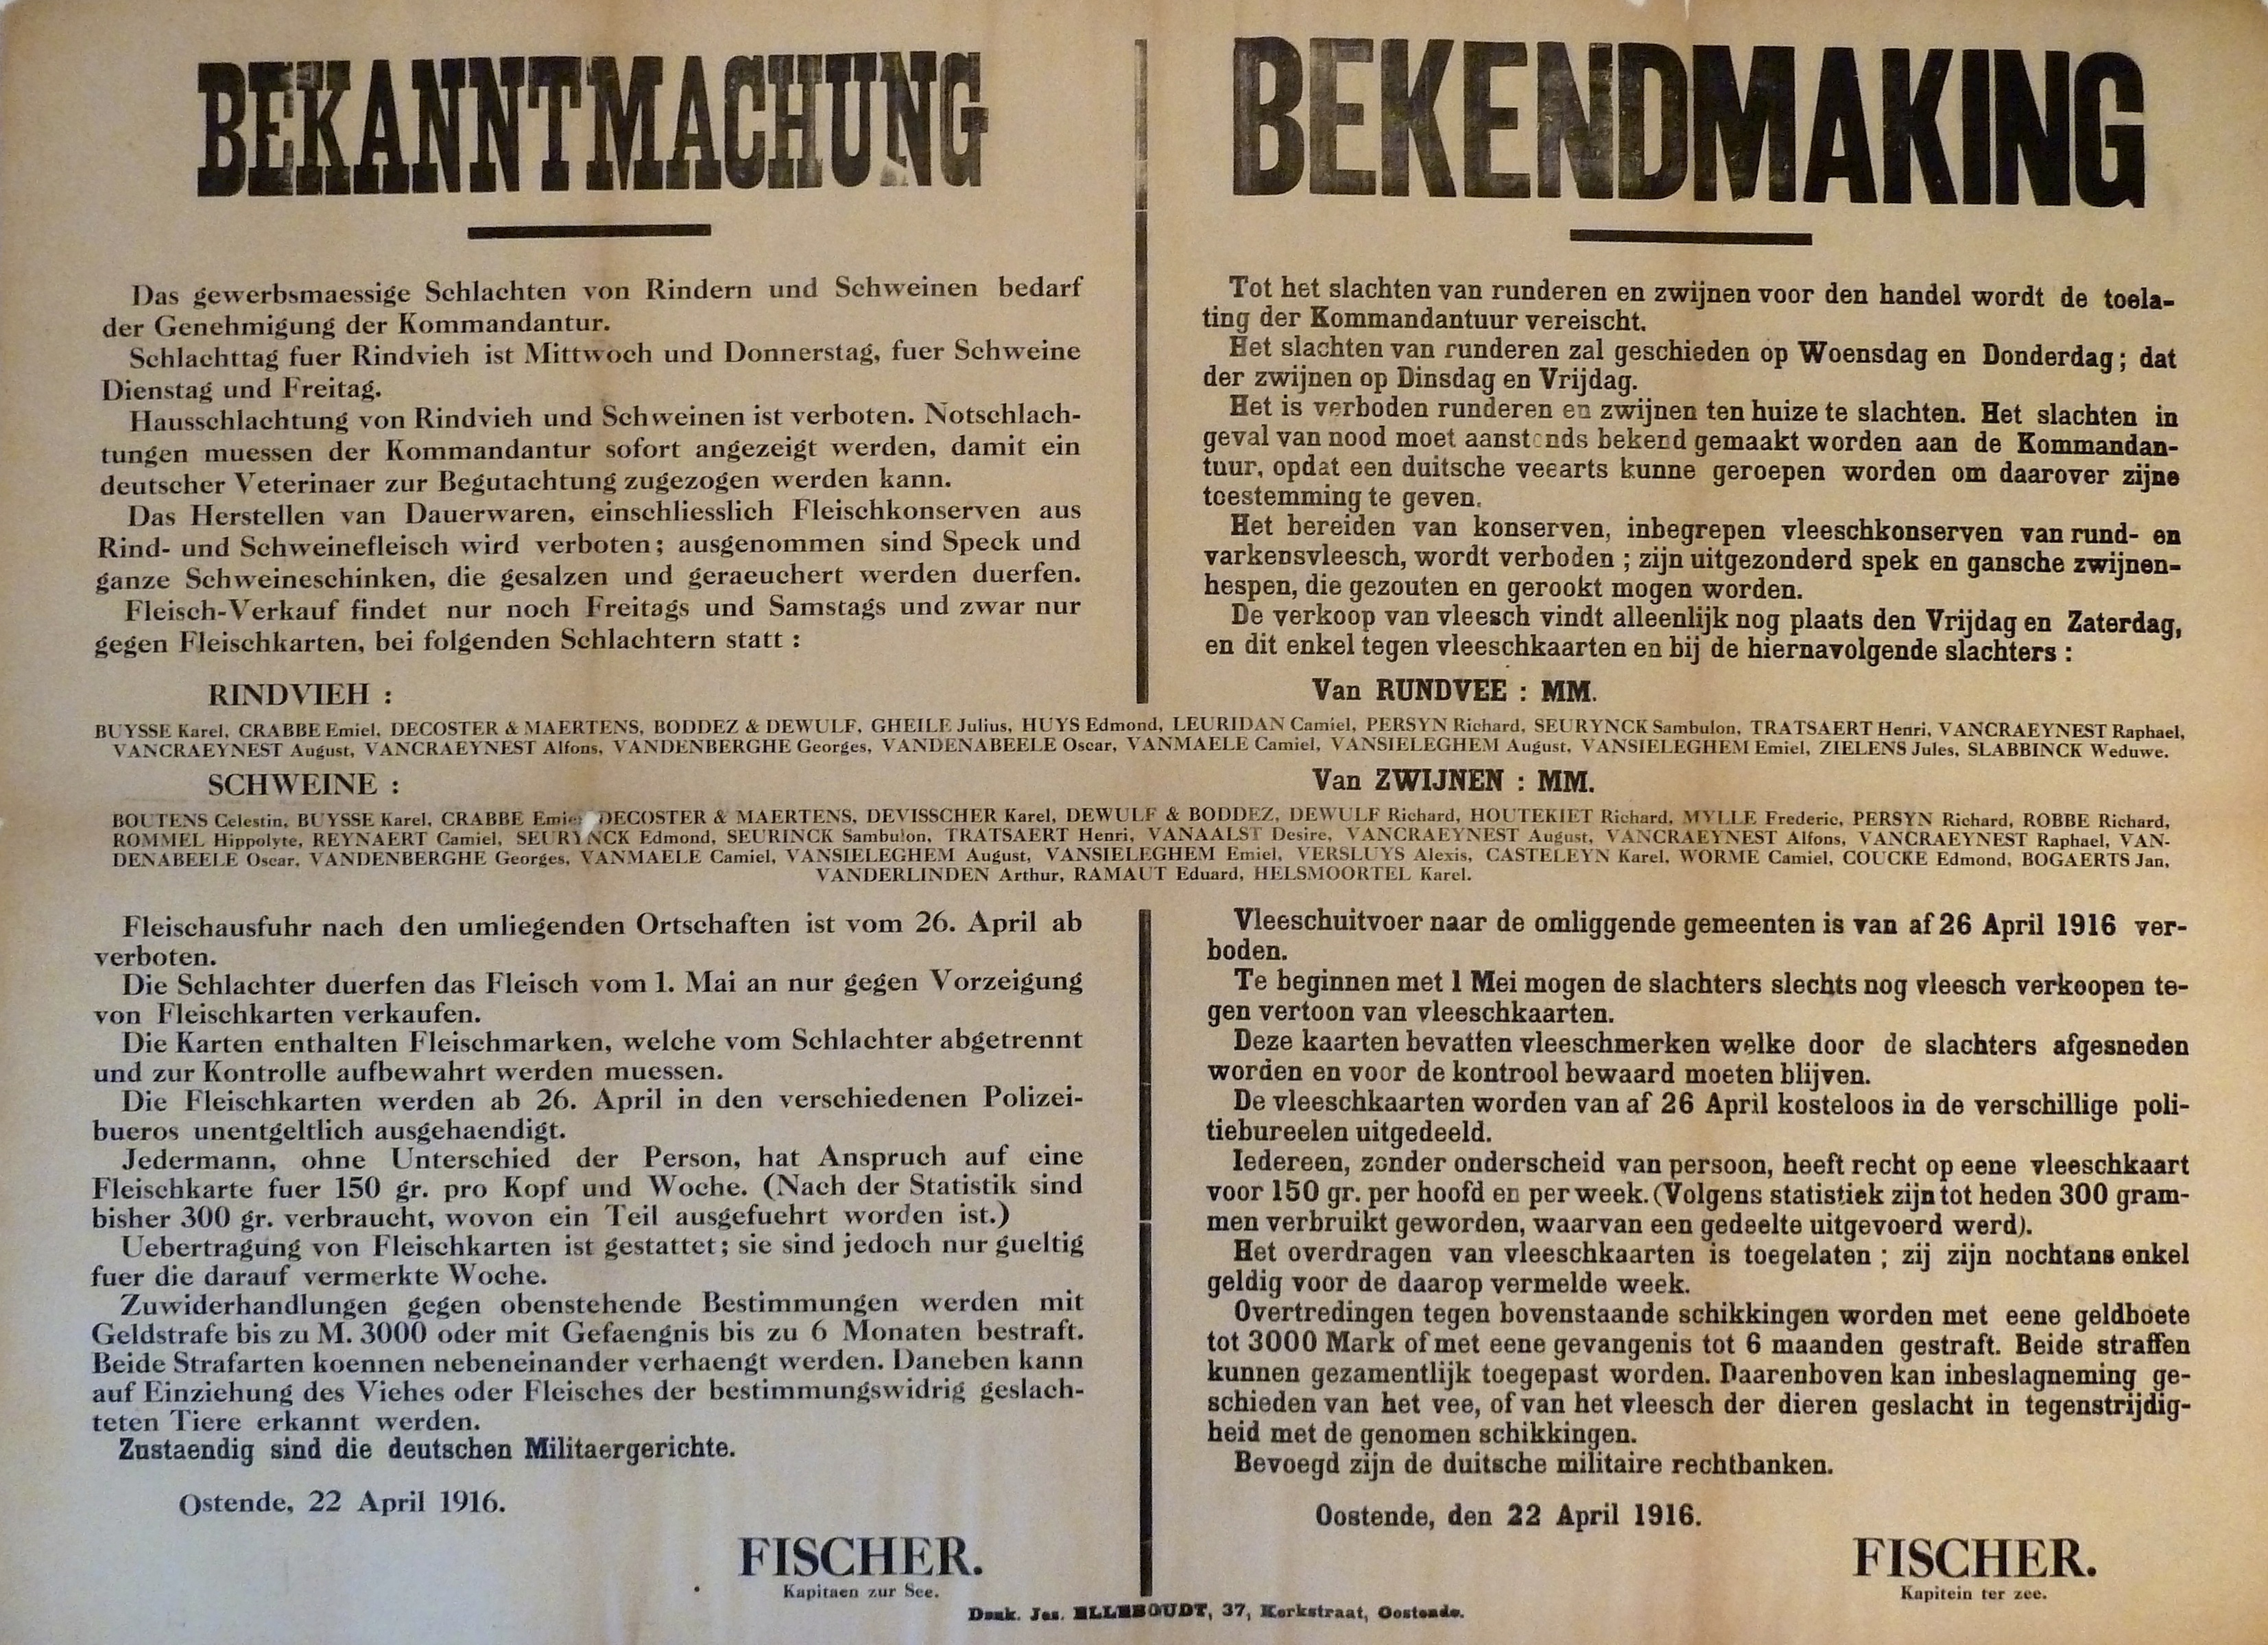 BEKANNTMACHUNG
Das gewerbsmaessige Schlachten von Rindern und Schweinen bedarf
der Genehmigung der Kommandantur.
Schlachttag fuer Rindvieh ist Mittwoch und Donnerstag, fuer Schweine
Dienstag und Freitag.
Hausschlachtung von Rindvieh und Schweinen ist verboten. Notschlach-
tungen muessen der Kommandantur sofort angezeigt werden, damit ein
deutscher Veterinaer zur Begutachtung zugezogen werden kann.
Das Herstellen van Dauerwaren, einschliesslich Fleischkonserven aus
Rind- und Schweinefleisch wird verboten; ausgenommen sind Speck und
ganze Schweineschinken, die gesalzen und geraeuchert werden duerfen.
Fleisch-Verkauf findet nur noch Freitags und Samstags und zwar nur
gegen Fleischkarten, bei folgenden Schlachtern statt :
BEKENDMAKING
Tot het slachten van runderen en zwijnen voor den handel wordt de toela-
ting der Kommandantuur vereischt.
Het slachten van runderen zal geschieden op Woensdag en Donderdag; dat
der zwijnen op Dinsdag en Vrijdag.
Het is verboden runderen en zwijnen ten huize te slachten. Het slachten in
geval van nood moet aanstonds bekend gemaakt worden aan de Kommandan-
tuur, opdat een duitsche veearts kunne geroepen worden om daarover zijne
toestemming te geven.
Het bereiden van konserven, inbegrepen vleeschkonserven van rund- en
varkensvleesch, wordt verboden ; zijn uitgezonderd spek en gansche zwijnen-
hespen, die gezouten en gerookt mogen worden.
De verkoop van vleesch vindt alleenlijk nog plaats den Vrijdag en Zaterdag,
en dit enkel tegen vleeschkaarten en bij de hiernavolgende slachters :
RINDVIEH : Van RUNDVEE : MM.
BUYSSE Karel, CRABBE Emiel, DECOSTER & MAERTENS, BODDEZ & DEWULF, GHEILE Julius, HUYS Edmond, LEURIDAN Camiel, PERSYN Richard, SEURYNCK Sambulon, TRATSAERT Henri, VANCRAEYNEST Raphael,
VANCRAEYNEST August, VANCRAEYNEST Alfons, VANDENBERGHE Georges, VANDENABEELE Oscar, VANMAELE Camiel, VANSIELEGHEM August, VANSIELEGHEM Emiel, ZIELENS Jules, SLABBINCK Weduwe.
SCHWEINE : Van ZWIJNEN : MM.
BOUTENS Celestin, BUYSSE Karel, CRABBE Emiel DECOSTER & MAERTENS, DEVISSCHER Karel, DEWULF & BODDEZ, DEWULF Richard, HOUTEKIET Richard, MYLLE Frederic, PERSYN Richard, ROBBE Richard,
ROMMEL Hippolyte, REYNAERT Camiel, SEURYNCK Edmond, SEURINCK Sambulon, TRATSAERT Henri, VANAALST Desire, VANCRAEYNEST August, VANCRAEYNEST Alfons, VANCRAEYNEST Raphael, VAN-
DENABEELE Oscar, VANDENBERGHE Georges, VANMAELE Camiel, VANSIELEGHEM August, VANSIELEGHEM Emiel, VERSLUYS Alexis, CASTELEYN Karel, WORME Camiel, COUCKE Edmond, BOGAERTS Jan,
VANDERLINDEN Arthur, RAMAUT Eduard, HELSMOORTEL Karel.
Fleischausfuhr nach den umliegenden Ortschaften ist vom 26. April ab
verboten.
Die Schlachter duerfen das Fleisch vom 1. Mai an nur gegen Vorzeigung
von Fleischkarten verkaufen.
Die Karten enthalten Fleischmarken, welche vom Schlachter abgetrennt
und zur Kontrolle aufbewahrt werden muessen.
Die Fleischkarten werden ab 26. April in den verschiedenen Polizei-
bueros unentgeltlich ausgehaendigt.
Jedermann, ohne Unterschied der Person, hat Anspruch auf eine
Fleischkarte fuer 150 gr. pro Kopf und Woche. (Nach der Statistik sind
bisher 300 gr. verbraucht, wovon ein Teil ausgefuehrt worden ist.)
Uebertragung von Fleischkarten ist gestattet; sie sind jedoch nur gueltig
fuer die darauf vermerkte Woche.
Zuwiderhandlungen gegen obenstehende Bestimmungen werden mit
Geldstrafe bis zu M. 3000 oder mit Gefaengnis bis zu 6 Monaten bestraft.
Beide Strafarten koennen nebeneinander verhaengt werden. Daneben kann
auf Einziehung des Viehes oder Fleisches der bestimmungswidrig geslach-
teten Tiere erkannt werden.
Zustaendig sind die deutschen Militaergerichte.
Ostende, 22 April 1916.
FISCHER.
Kapitaen zur See.
Vleeschuitvoer naar de omliggende gemeenten is van af 26 April 1916 ver-
boden.
Te beginnen met 1 Mei mogen de slachters slechts nog vleesch verkoopen te-
gen vertoon van vleeschkaarten.
Deze kaarten bevatten vleeschmerken welke door de slachters afgesneden
worden en voor de kontrool bewaard moeten blijven.
De vleeschkaarten worden van af 26 April kosteloos in de verschillige poli-
tiebureelen uitgedeeld.
Iedereen, zonder onderscheid van persoon, heeft recht op eene vleeschkaart
voor 150 gr. per hoofd en per week. (Volgens statistiek zijn tot heden 300 gram-
men verbruikt geworden, waarvan een gedeelte uitgevoerd werd).
Het overdragen van vleeschkaarten is toegelaten ; zij zijn nochtans enkel
geldig voor de daarop vermelde week.
Overtredingen tegen bovenstaande schikkingen worden met eene geldboete
tot 3000 Mark of met eene gevangenis tot 6 maanden gestraft. Beide straffen
kunnen gezamentlijk toegepast worden. Daarenboven kan inbeslagneming ge-
schieden van het vee, of van het vleesch der dieren geslacht in tegenstrijdig-
heid met de genomen schikkingen.
Bevoegd zijn de duitsche militaire rechtbanken.
Oostende, den 22 April 1916.
FISCHER.
Kapitein ter zee.
Druk. Jos. ELLEBOUDT, 37, Kerkstraat, Oostende.